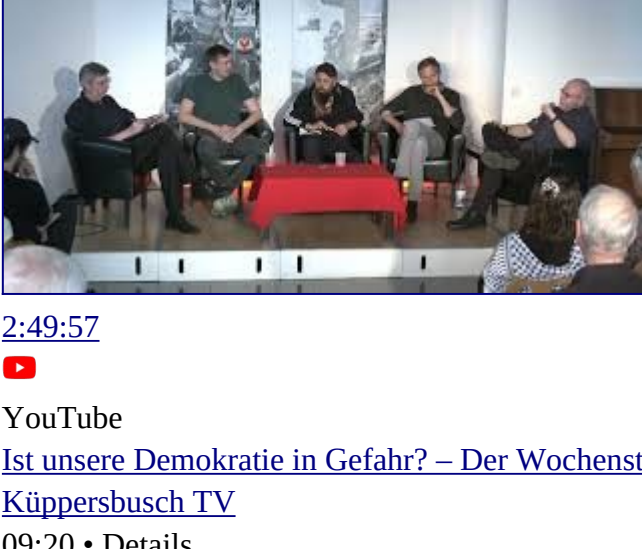 2:49:57
YouTube
Ist unsere Demokratie in Gefahr? – Der Wochenst
Küppersbusch TV
09:20 • Details